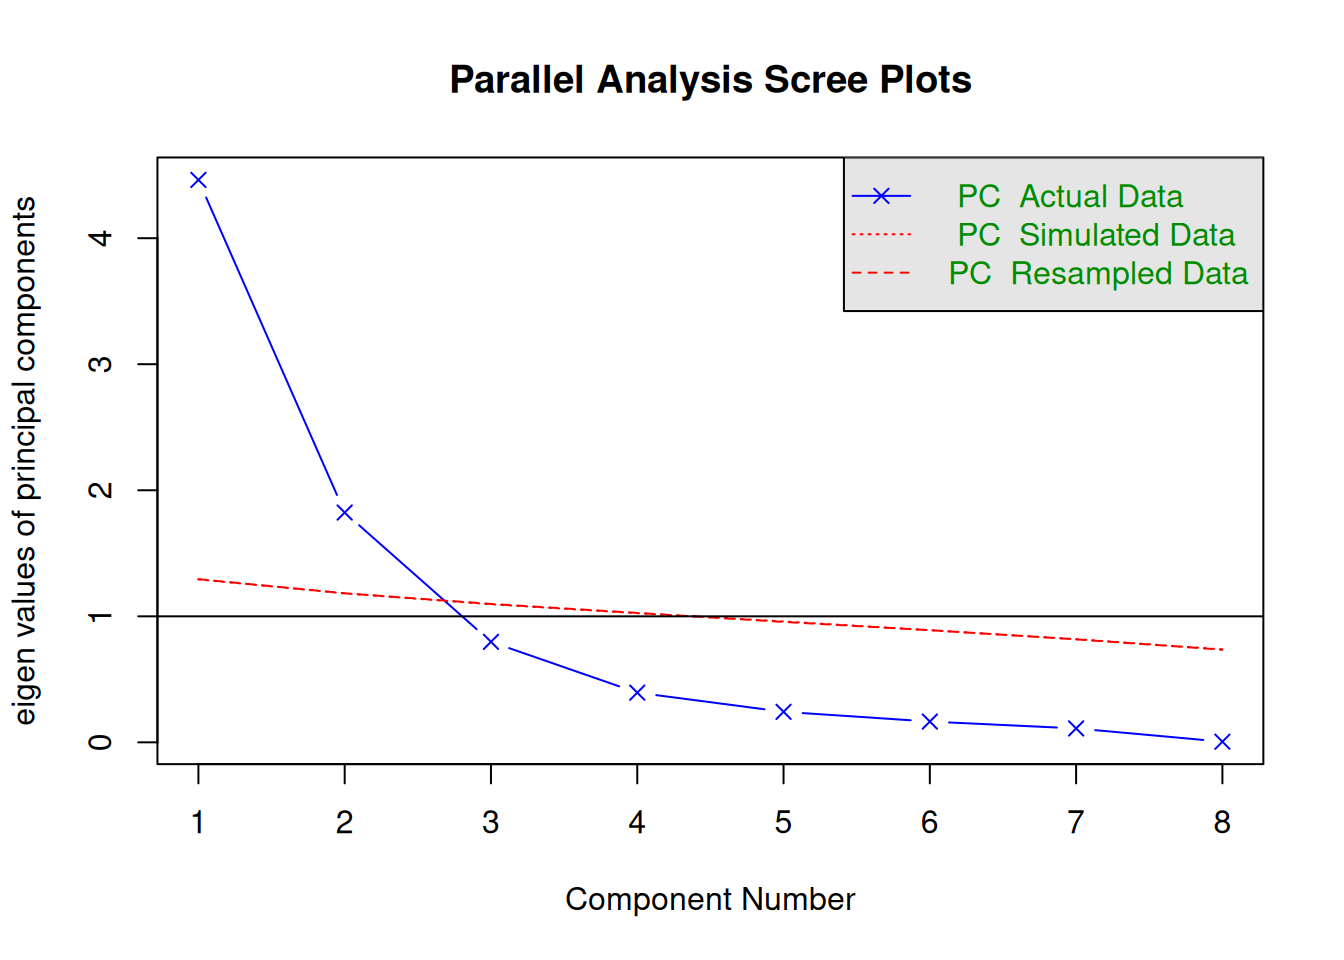 Parallel Analysis Scree Plots
PC Actual Data
PC Simulated Data
PC Resampled Data
eigen values of principal components
4
3
2
1
0
1 2 3 4 5 6 7 8
Component Number